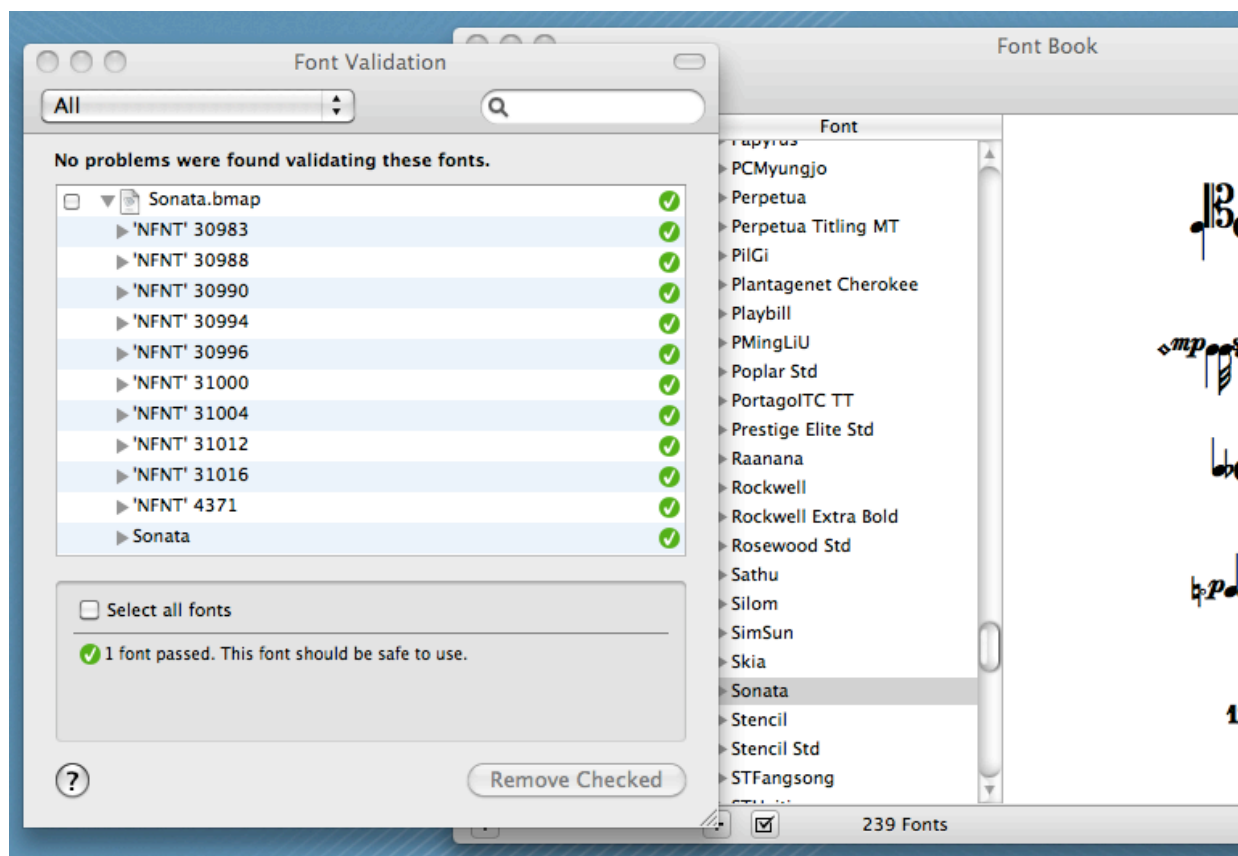 Font Validation
All
No problems were found validating these fonts.
Sonata.bmap
'NFNT' 30983
'NFNT' 30988
'NFNT' 30990
'NFNT' 30994
'NFNT' 30996
'NFNT' 31000
'NFNT' 31004
'NFNT' 31012
'NFNT' 31016
'NFNT' 4371
Sonata
Select all fonts
1 font passed. This font should be safe to use.
?
Remove Checked
Font Book
Font
Papyrus
PCMyungjo
Perpetua
Perpetua Titling MT
PilGi
Plantagenet Cherokee
Playbill
PMingLiU
Poplar Std
PortagoITC TT
Prestige Elite Std
Raanana
Rockwell
Rockwell Extra Bold
Rosewood Std
Sathu
Silom
SimSun
Skia
Sonata
Stencil
Stencil Std
STFangsong
239 Fonts
mp
p
1